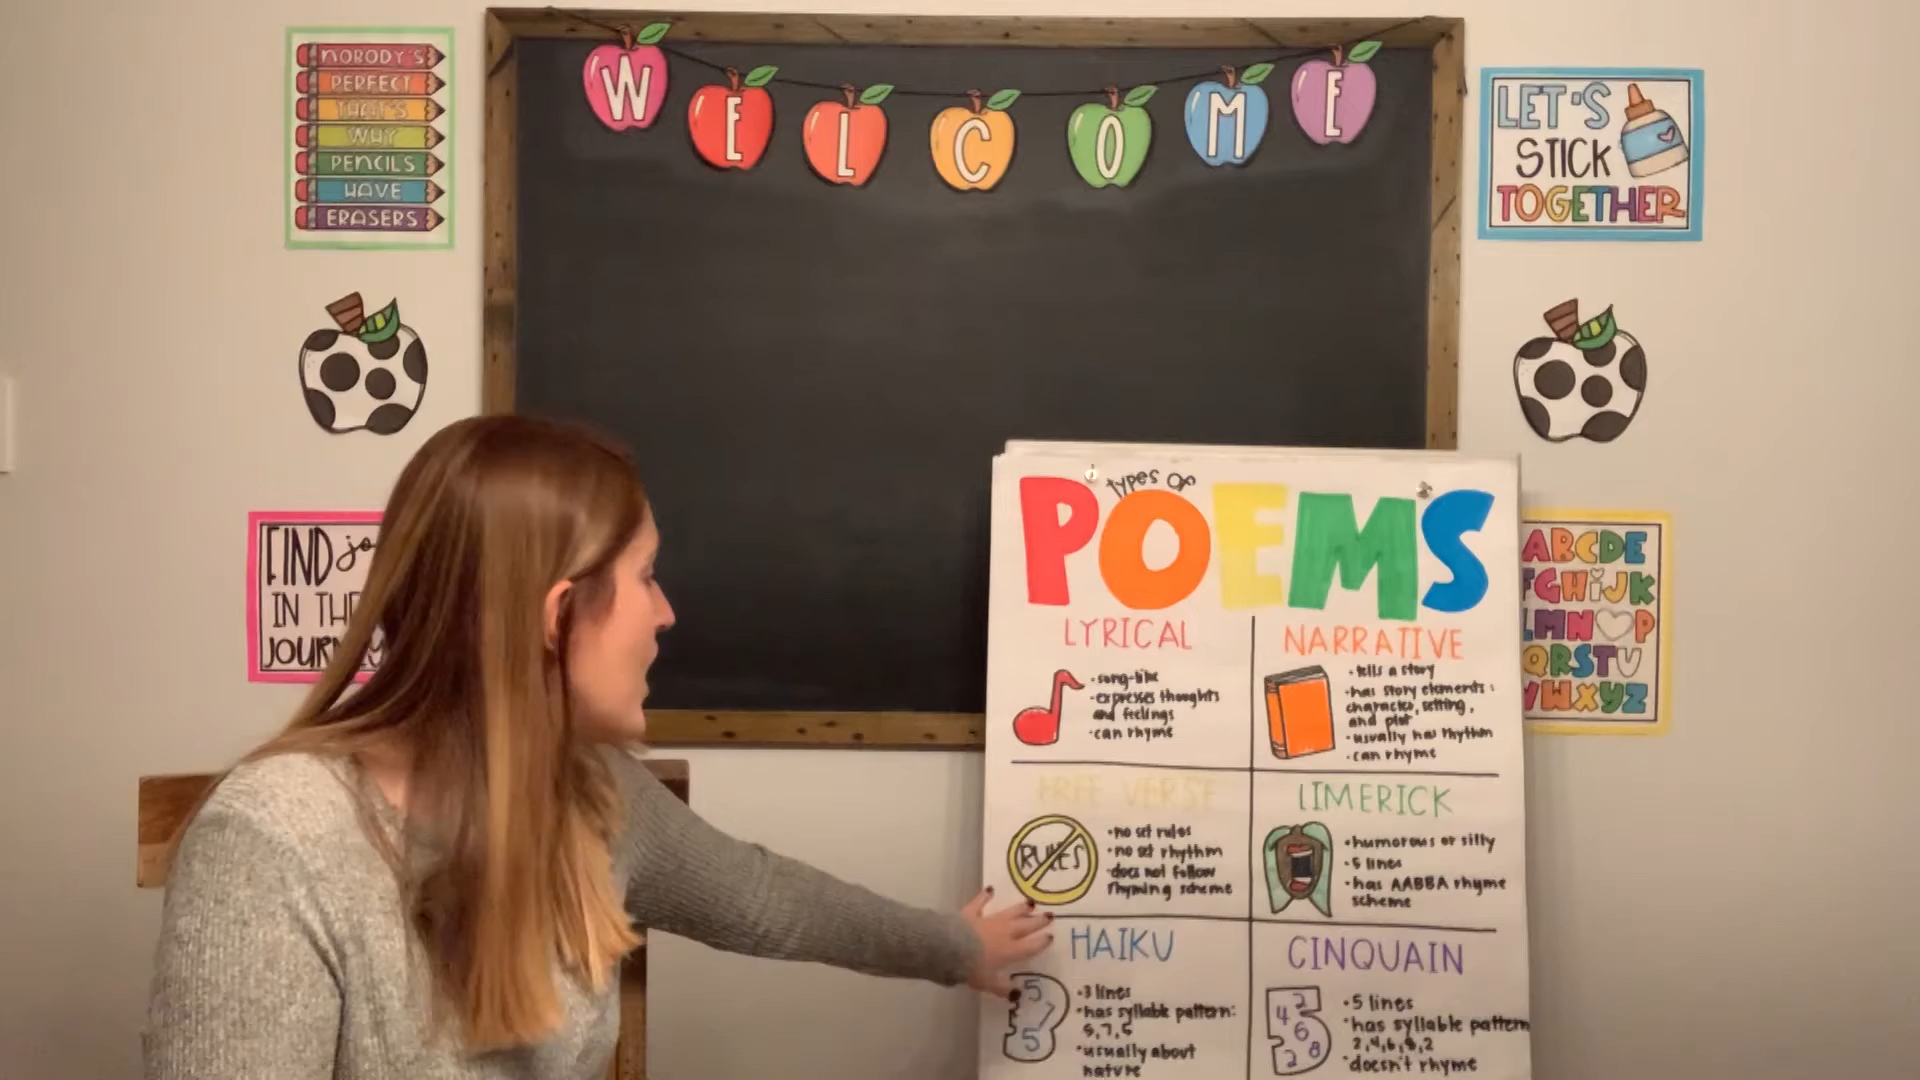 WELCOME
NOBODY'S
PERFECT
THAT'S
WHY
PENCILS
HAVE
ERASERS
LET'S
STICK
TOGETHER
FIND jo
IN THE
JOURNEY
types of
POEMS
LYRICAL
•song-like
•expresses thoughts
and feelings
•can rhyme
NARRATIVE
•tells a story
•has story elements:
character, setting,
and plot
•usually has rhythm
•can rhyme
FREE VERSE
RULES
•no set rules
•no set rhythm
•does not follow
rhyming scheme
LIMERICK
•humorous or silly
•5 lines
•has AABBA rhyme
scheme
HAIKU
5
7
5
•3 lines
•has syllable pattern:
5,7,5
•usually about
nature
CINQUAIN
2
4
6
8
2
•5 lines
•has syllable pattern
2,4,6,8,2
•doesn't rhyme
ABCDE
FGHIJK
LMN P
QRSTU
VWXYZ